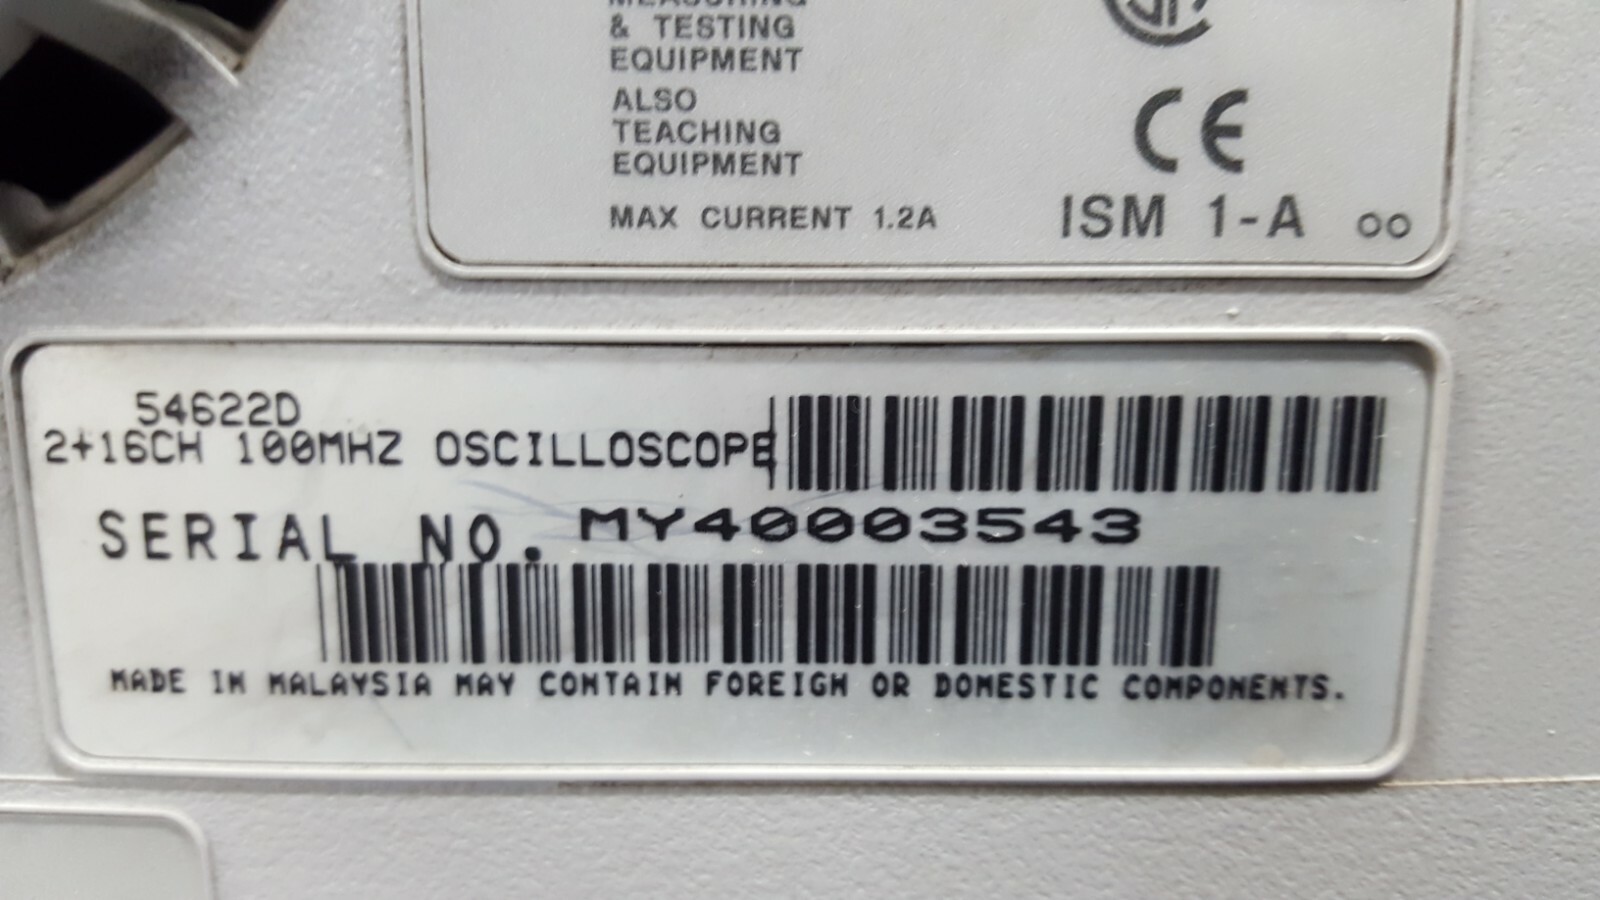 MEASURING
& TESTING
EQUIPMENT
ALSO
TEACHING
EQUIPMENT
MAX CURRENT 1.2A
CE
ISM 1-A
54622D
2+16CH 100MHZ OSCILLOSCOPE
SERIAL NO. MY40003543
MADE IN MALAYSIA MAY CONTAIN FOREIGN OR DOMESTIC COMPONENTS.